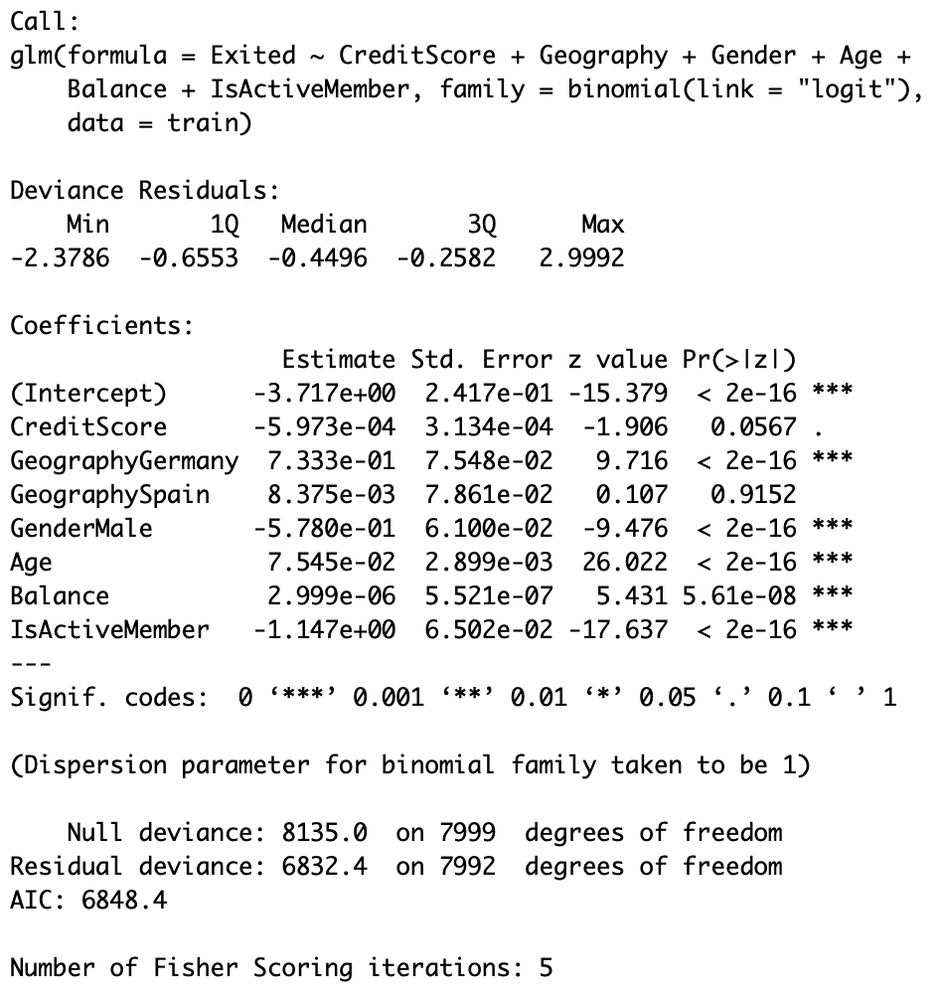 Call:
glm(formula = Exited ~ CreditScore + Geography + Gender + Age +
    Balance + IsActiveMember, family = binomial(link = "logit"),
    data = train)

Deviance Residuals:
    Min       1Q   Median       3Q      Max
-2.3786  -0.6553  -0.4496  -0.2582   2.9992

Coefficients:
                   Estimate Std. Error z value Pr(>|z|)
(Intercept)      -3.717e+00  2.417e-01 -15.379  < 2e-16 ***
CreditScore      -5.973e-04  3.134e-04  -1.906   0.0567 .
GeographyGermany  7.333e-01  7.548e-02   9.716  < 2e-16 ***
GeographySpain    8.375e-03  7.861e-02   0.107   0.9152
GenderMale       -5.780e-01  6.100e-02  -9.476  < 2e-16 ***
Age               7.545e-02  2.899e-03  26.022  < 2e-16 ***
Balance           2.999e-06  5.521e-07   5.431 5.61e-08 ***
IsActiveMember   -1.147e+00  6.502e-02 -17.637  < 2e-16 ***
---
Signif. codes:  0 ‘***’ 0.001 ‘**’ 0.01 ‘*’ 0.05 ‘.’ 0.1 ‘ ’ 1

(Dispersion parameter for binomial family taken to be 1)

    Null deviance: 8135.0  on 7999  degrees of freedom
Residual deviance: 6832.4  on 7992  degrees of freedom
AIC: 6848.4

Number of Fisher Scoring iterations: 5